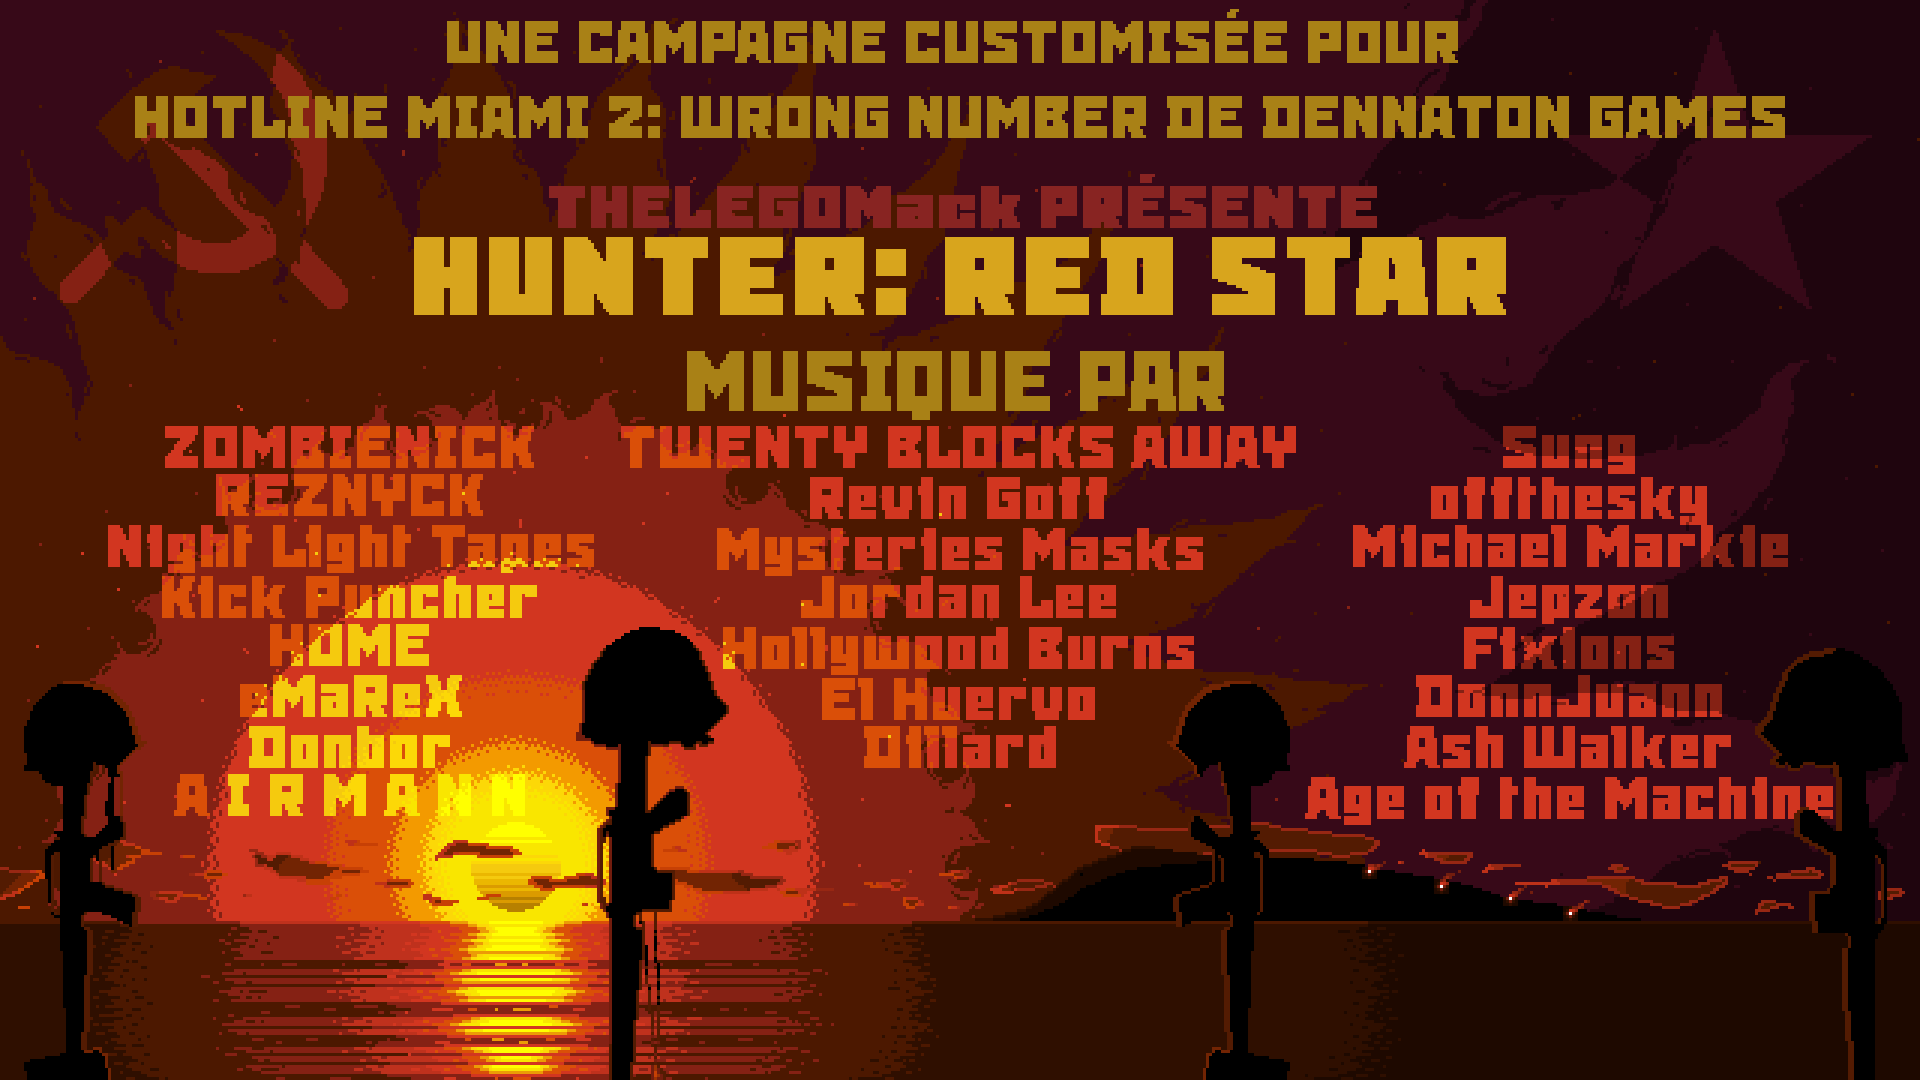 UNE CAMPAGNE CUSTOMISÉE POUR
HOTLINE MIAMI 2: WRONG NUMBER DE DENNATON GAMES
THELEGOMack PRÉSENTE
HUNTER: RED STAR
MUSIQUE PAR
ZOMBIENICK
REZNYCK
Night Light Tapes
Kick Puncher
HOME
eMaReX
Donbor
A I R M A N N
TWENTY BLOCKS AWAY
Revin Goff
Mysteries Masks
Jordan Lee
Hollywood Burns
El Huervo
Dillard
Sung
offthesky
Michael Markie
Jepzon
Fixions
DonnJuann
Ash Walker
Age of the Machine